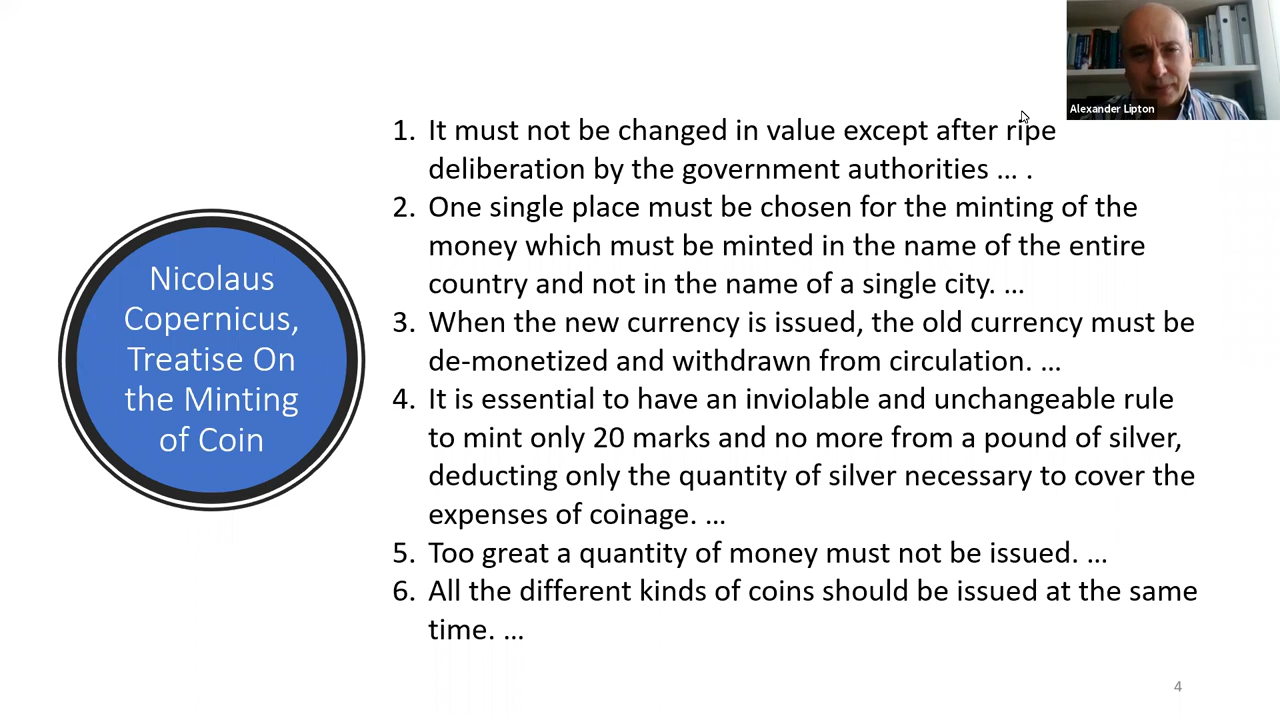 Alexander Lipton
1. It must not be changed in value except after ripe
deliberation by the government authorities … .
2. One single place must be chosen for the minting of the
money which must be minted in the name of the entire
country and not in the name of a single city. …
3. When the new currency is issued, the old currency must be
de-monetized and withdrawn from circulation. …
4. It is essential to have an inviolable and unchangeable rule
to mint only 20 marks and no more from a pound of silver,
deducting only the quantity of silver necessary to cover the
expenses of coinage. …
5. Too great a quantity of money must not be issued. …
6. All the different kinds of coins should be issued at the same
time. …
Nicolaus
Copernicus,
Treatise On
the Minting
of Coin
4